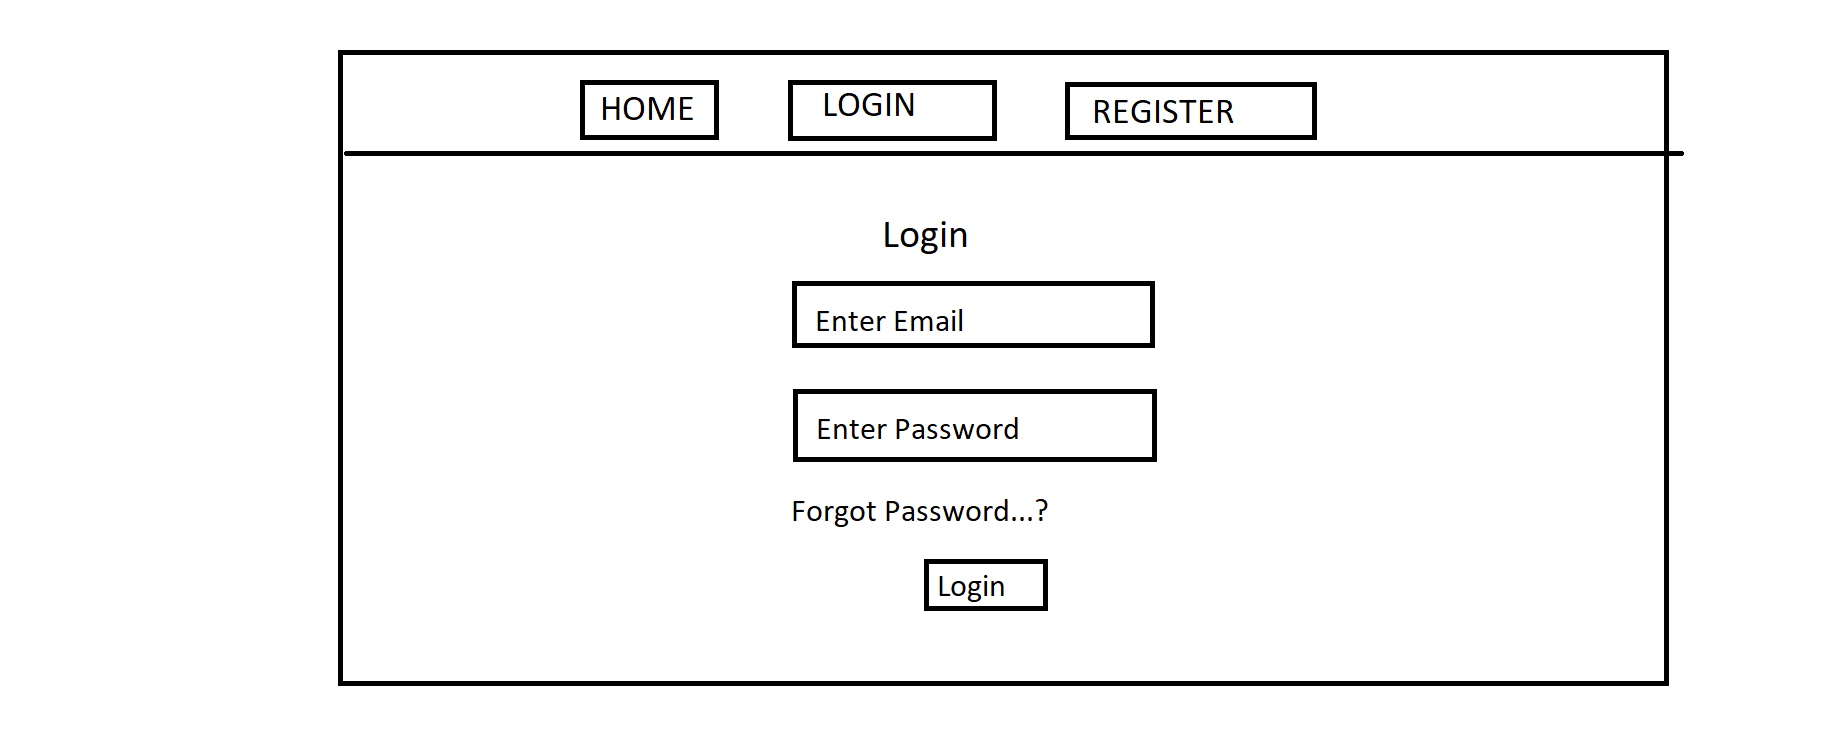 HOME LOGIN REGISTER
Login
Enter Email
Enter Password
Forgot Password...?
Login